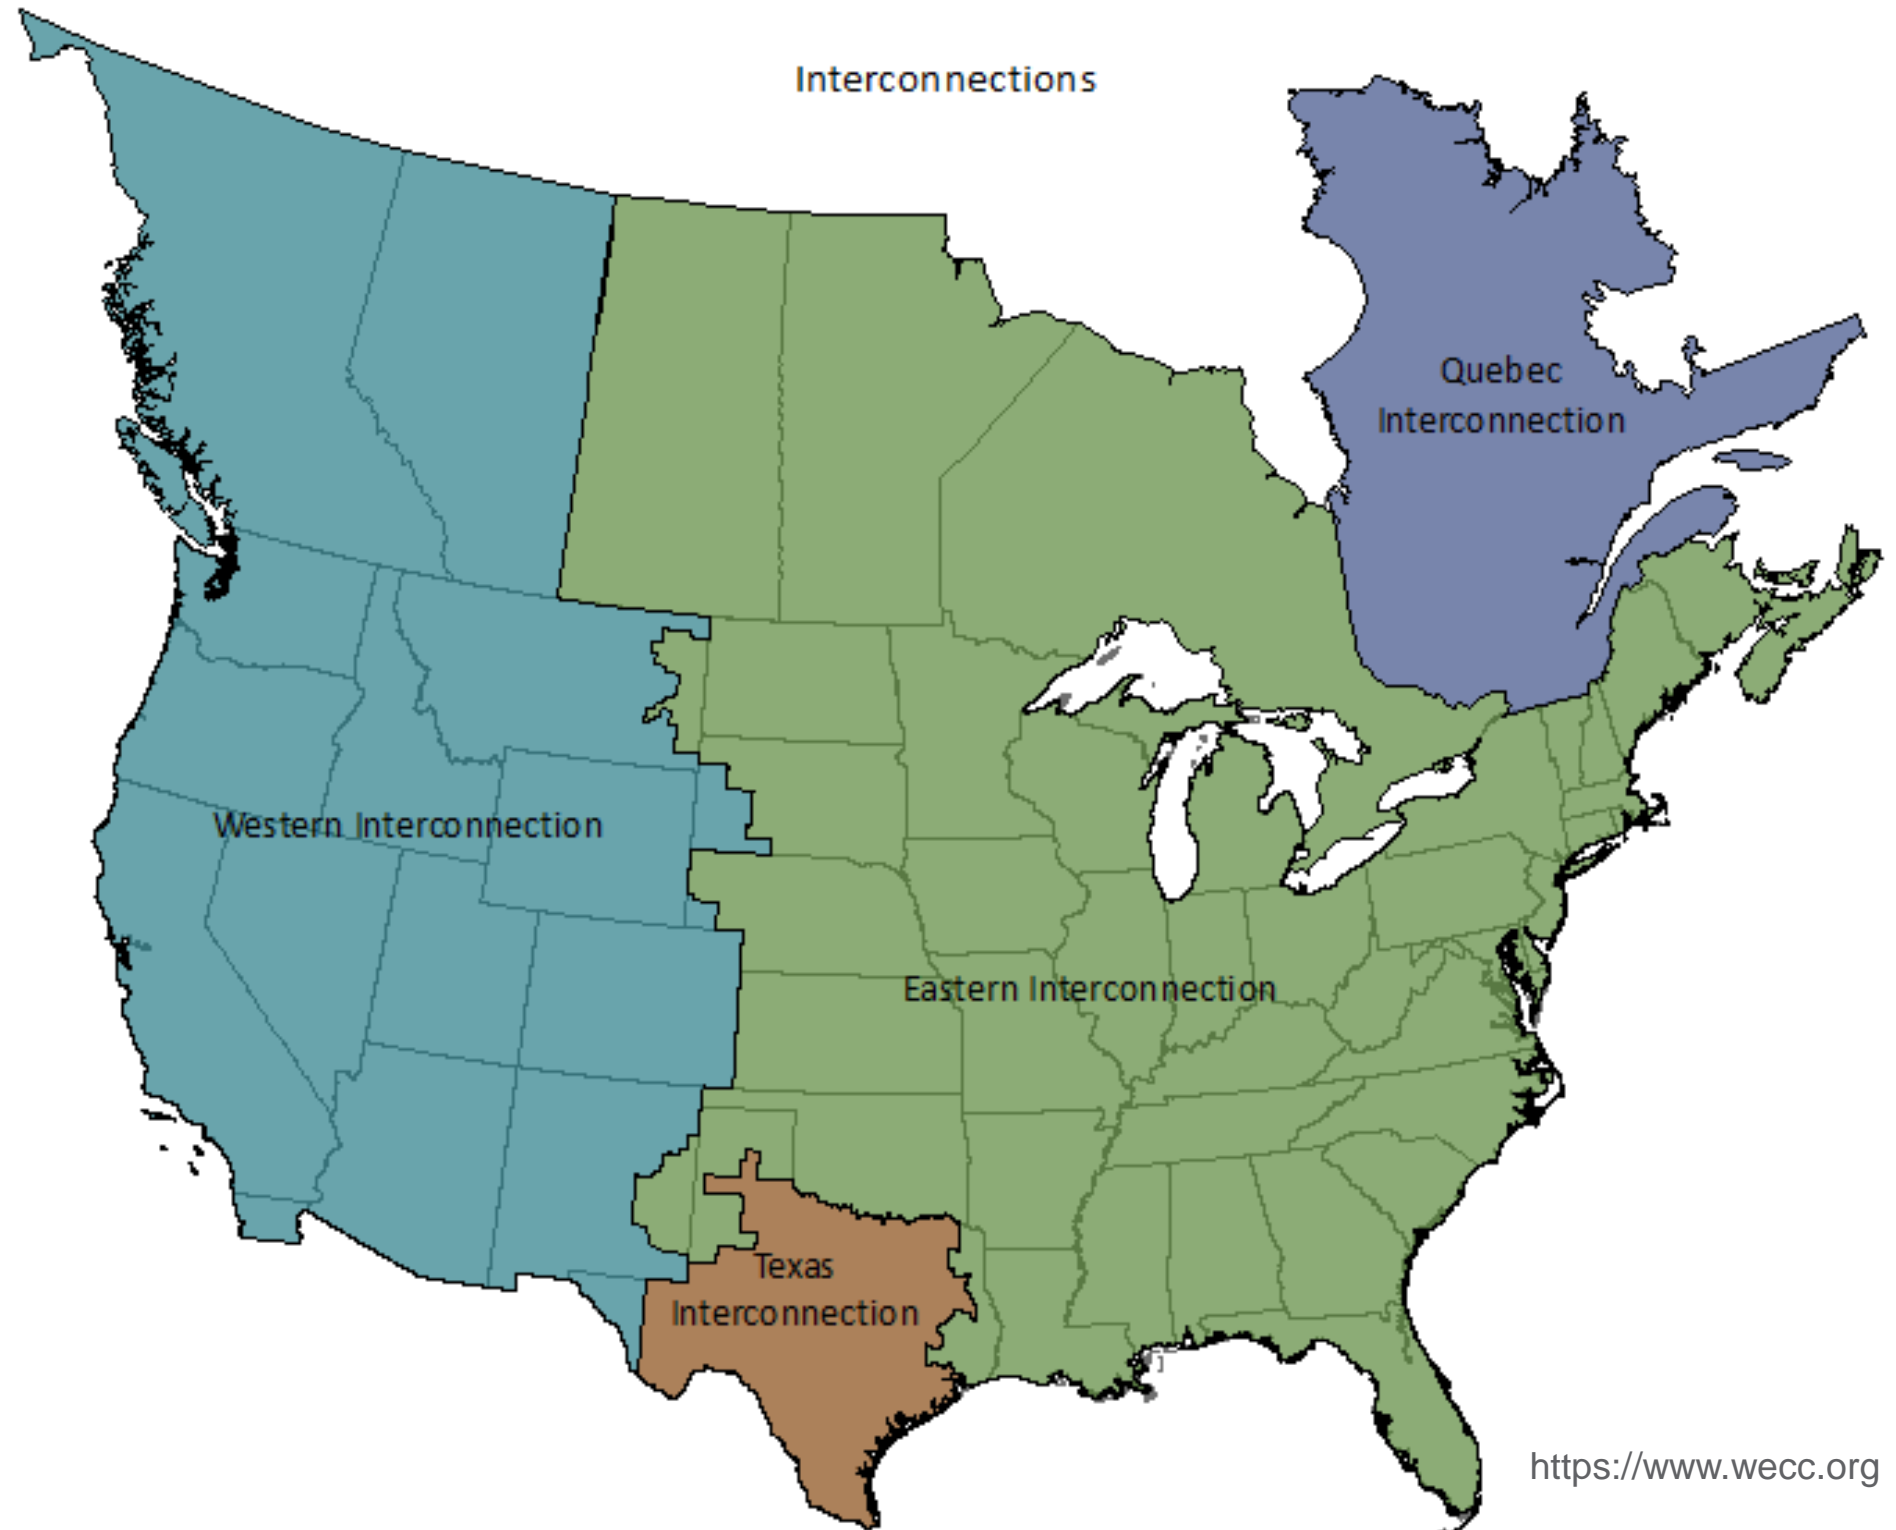 Interconnections
Quebec
Interconnection
Western Interconnection
Eastern Interconnection
Texas
Interconnection
https://www.wecc.org